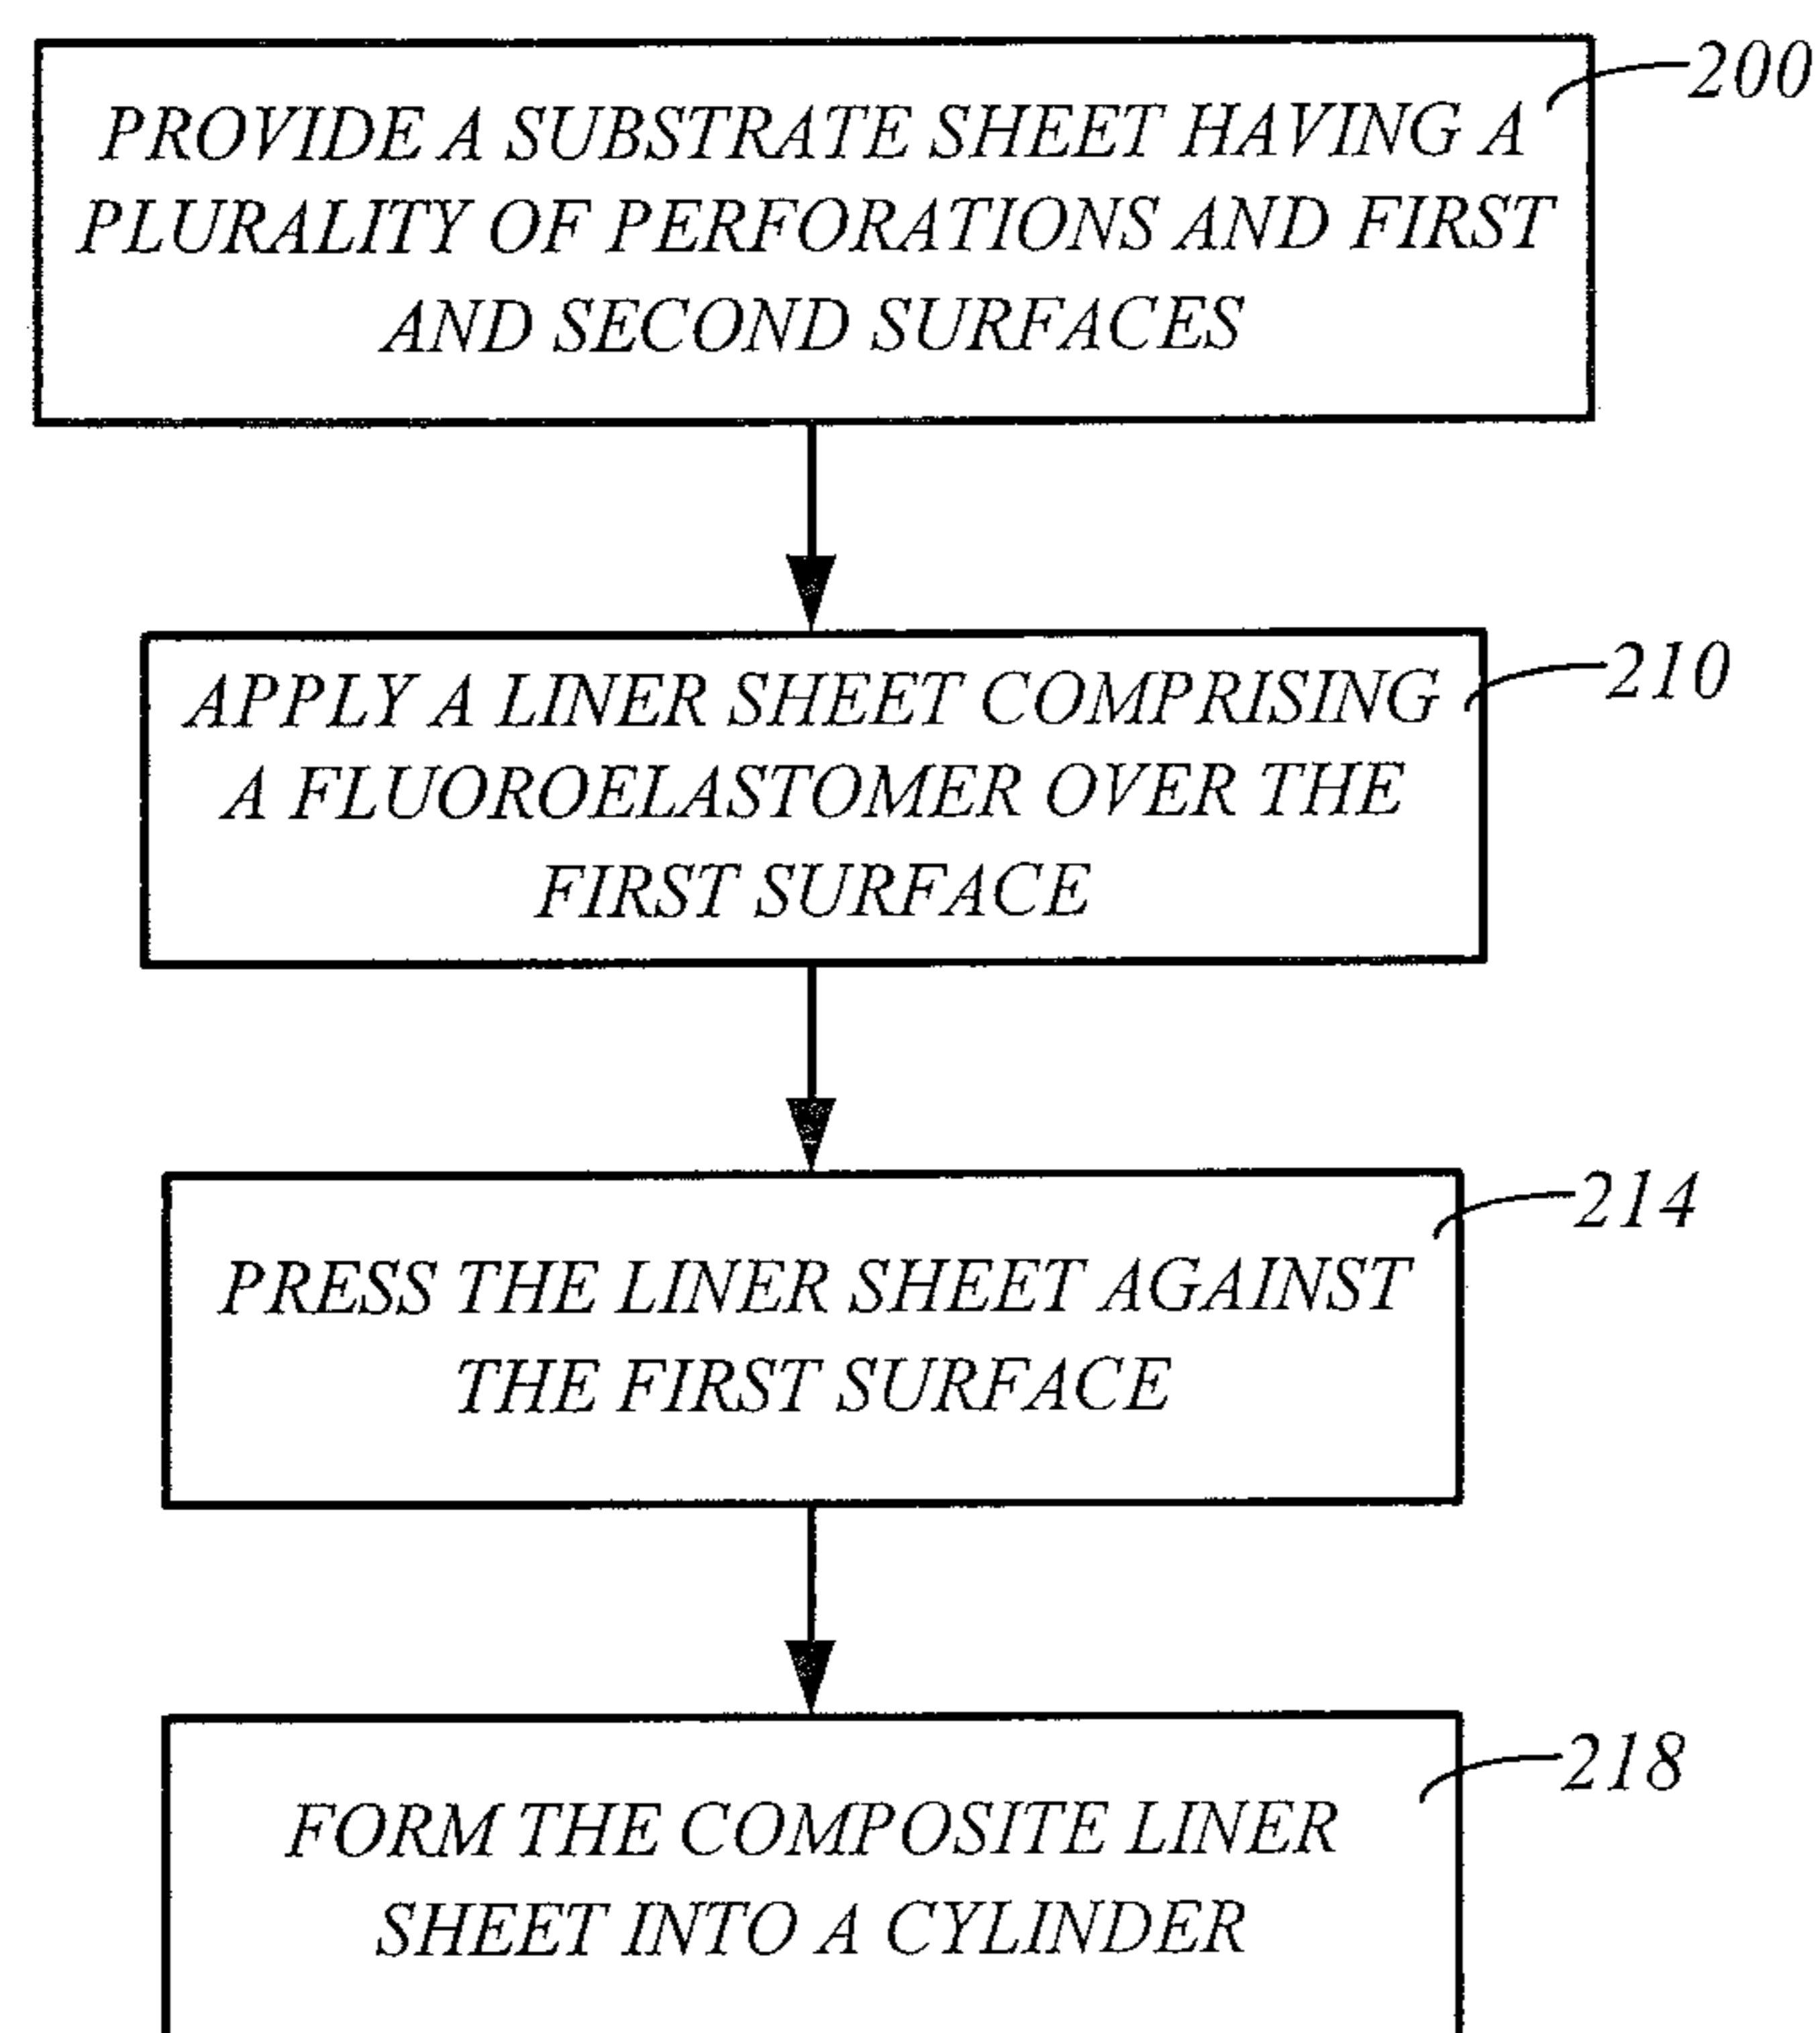 200
PROVIDE A SUBSTRATE SHEET HAVING A
PLURALITY OF PERFORATIONS AND FIRST
AND SECOND SURFACES
210
APPLY A LINER SHEET COMPRISING
A FLUOROELASTOMER OVER THE
FIRST SURFACE
214
PRESS THE LINER SHEET AGAINST
THE FIRST SURFACE
218
FORM THE COMPOSITE LINER
SHEET INTO A CYLINDER